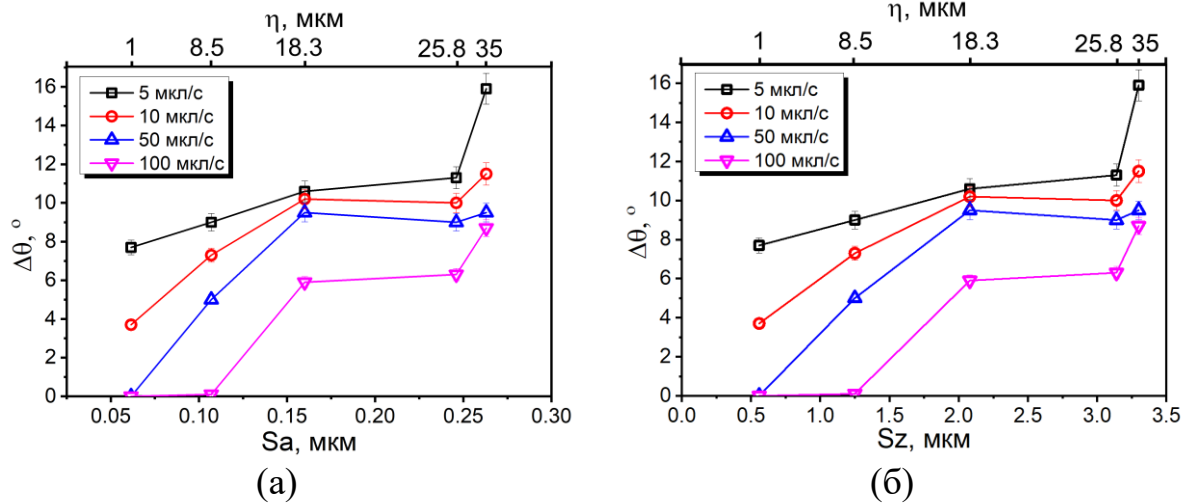 η, мкм
1 8.5 18.3 25.8 35
16
14
12
10
8
6
4
2
0
Δθ, °
5 мкл/с
10 мкл/с
50 мкл/с
100 мкл/с
0.05 0.10 0.15 0.20 0.25 0.30
Sa, мкм
(а)
η, мкм
1 8.5 18.3 25.8 35
16
14
12
10
8
6
4
2
0
Δθ, °
5 мкл/с
10 мкл/с
50 мкл/с
100 мкл/с
0.0 0.5 1.0 1.5 2.0 2.5 3.0 3.5
Sz, мкм
(б)